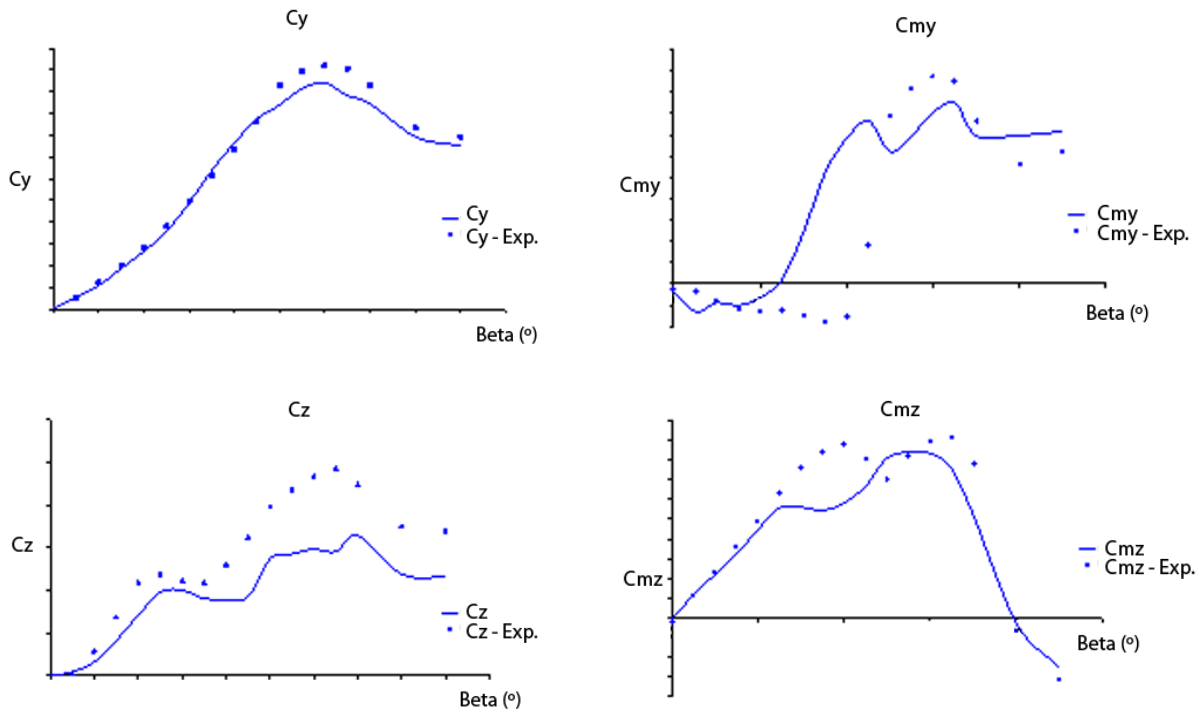 Cy
Cy
Cy
Cy - Exp.
Beta (º)
Cmy
Cmy
Cmy
Cmy - Exp.
Beta (º)
Cz
Cz
Cz
Cz - Exp.
Beta (º)
Cmz
Cmz
Cmz
Cmz - Exp.
Beta (º)